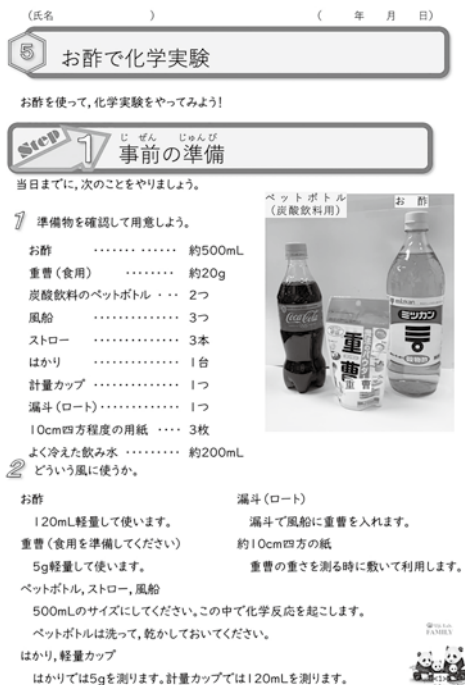 （氏名　　　　　　　　）　　　　　　　　（　　年　月　日）
5 お酢で化学実験
お酢を使って,化学実験をやってみよう！
Step 1 事前の準備
じ ぜん じゅんび
当日までに,次のことをやりましょう。
1 準備物を確認して用意しよう。
お酢 ‥‥‥‥‥‥ 約500mL
重曹（食用） ‥‥‥‥ 約20g
炭酸飲料のペットボトル ‥‥ 2つ
風船 ‥‥‥‥‥‥‥ 3つ
ストロー ‥‥‥‥‥‥‥ 3本
はかり ‥‥‥‥‥‥‥ 1台
計量カップ ‥‥‥‥‥‥‥ 1つ
漏斗（ロート）‥‥‥‥‥‥‥ 1つ
10cm四方程度の用紙 ‥‥ 3枚
よく冷えた飲み水 ‥‥‥‥‥ 約200mL
ペットボトル
（炭酸飲料用）
お 酢
Coca-Cola
重曹
重 曹
ミツカン
酢
2 どういう風に使うか。
お酢
120mL軽量して使います。
重曹（食用を準備してください）
5g軽量して使います。
漏斗（ロート）
漏斗で風船に重曹を入れます。
約10cm四方の紙
重曹の重さを測る時に敷いて利用します。
ペットボトル,ストロー,風船
500mLのサイズにしてください。この中で化学反応を起こします。
ペットボトルは洗って,乾かしておいてください。
はかり,軽量カップ
はかりでは5gを測ります。計量カップでは120mLを測ります。
FAMILY